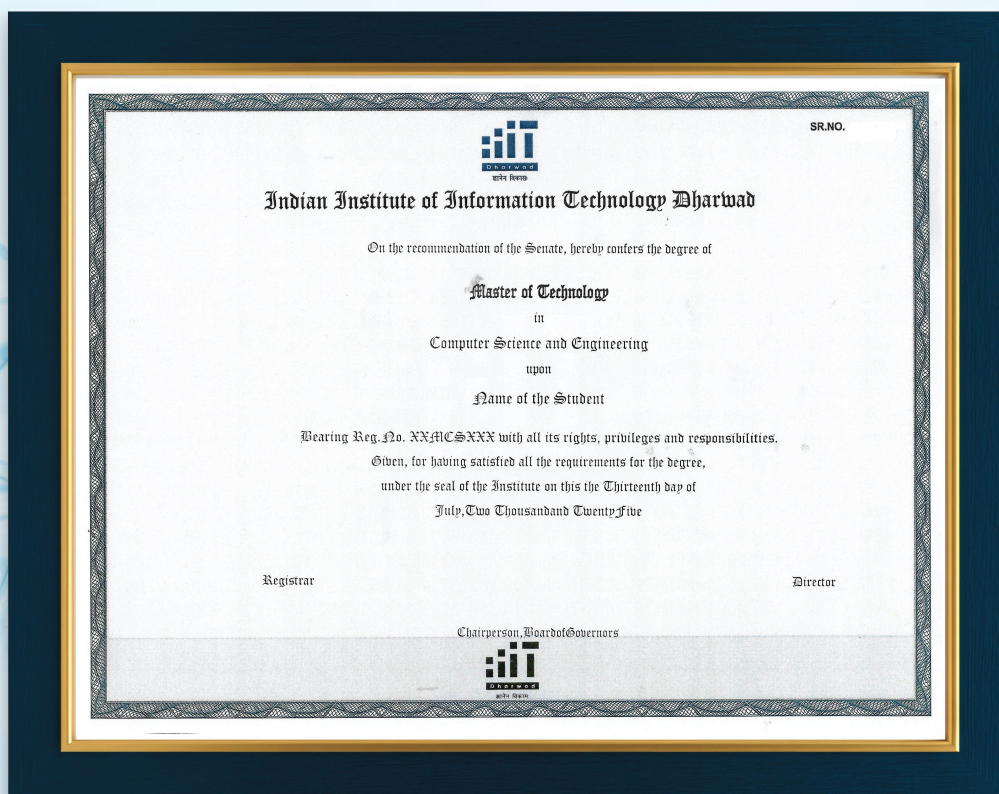 SR.NO.
IIIT
Dharwad
ज्ञानेन विकासः
Indian Institute of Information Technology Dharwad
On the recommendation of the Senate, hereby confers the degree of
Master of Technology
in
Computer Science and Engineering
upon
Name of the Student
Bearing Reg.No. XXMCSXXX with all its rights, privileges and responsibilities.
Given, for having satisfied all the requirements for the degree,
under the seal of the Institute on this the Thirteenth day of
July,Two Thousandand TwentyFive
Registrar
Director
Chairperson,BoardofGovernors
IIIT
Dharwad
ज्ञानेन विकासः